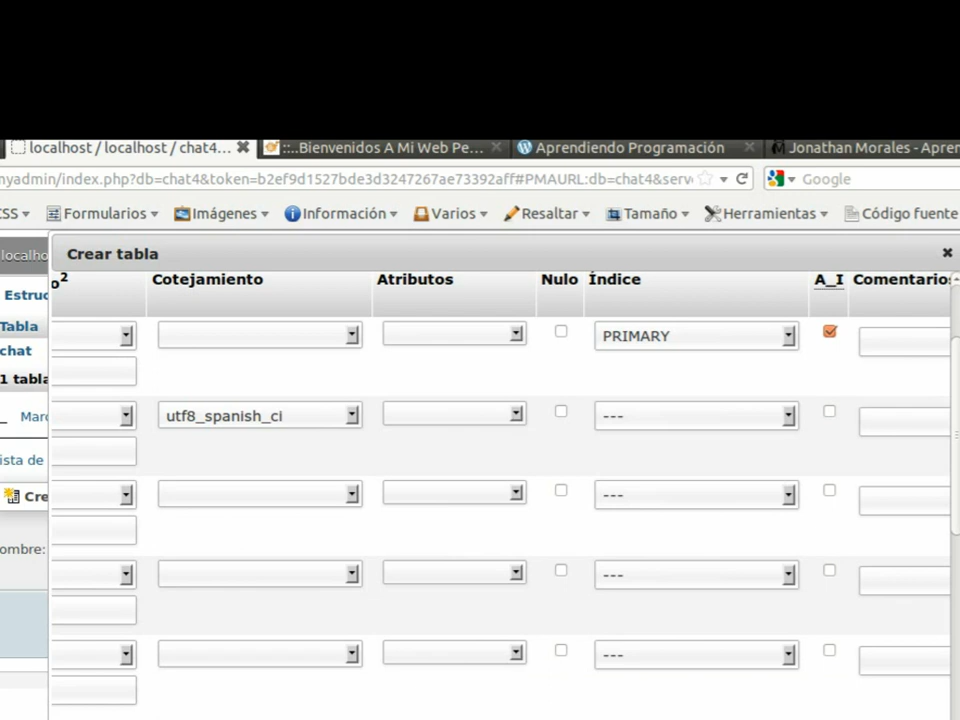 localhost / localhost / chat4... ::..Bienvenidos A Mi Web Pe... Aprendiendo Programación Jonathan Morales - Apren
myadmin/index.php?db=chat4&token=b2ef9d1527bde3d3247267ae73392aff#PMAURL:db=chat4&serv Google
CSS Formularios Imágenes Información Varios Resaltar Tamaño Herramientas Código fuente
localho Crear tabla
o2 Cotejamiento Atributos Nulo Índice A_I Comentarios
Estruc
Tabla PRIMARY
chat
1 tabla
Marc utf8_spanish_ci ---
ista de
Cre ---
ombre: ---
---